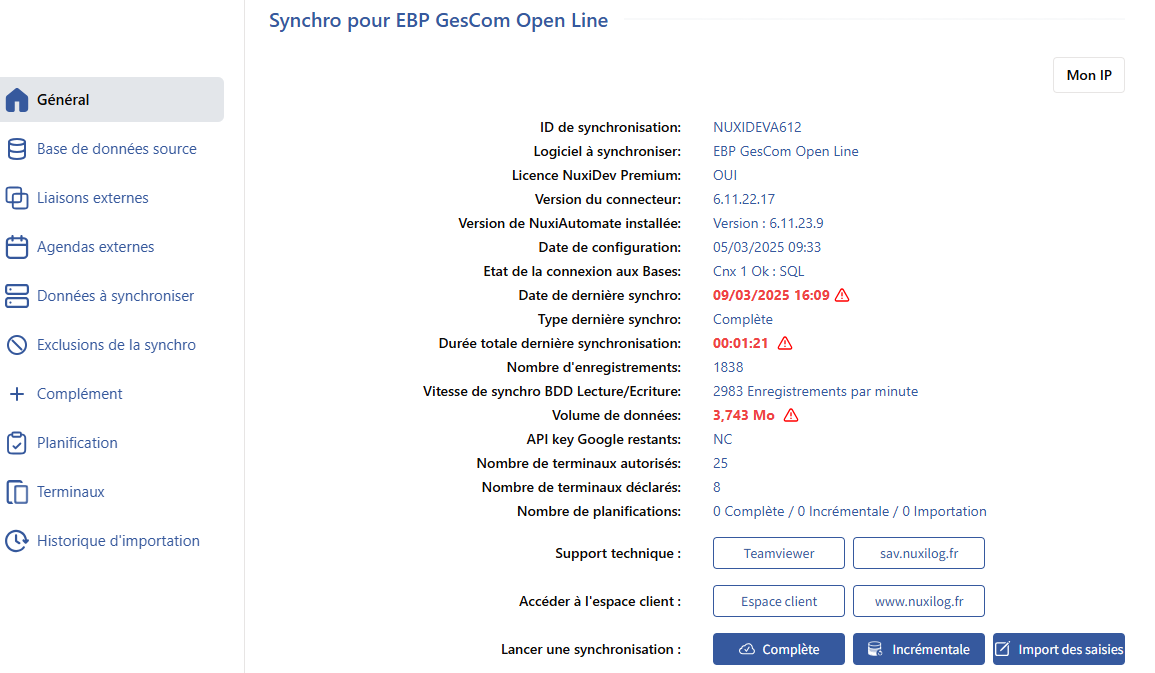 Synchro pour EBP GesCom Open Line
Mon IP
Général
Base de données source
Liaisons externes
Agendas externes
Données à synchroniser
Exclusions de la synchro
Complément
Planification
Terminaux
Historique d'importation
ID de synchronisation: NUXIDEVA612
Logiciel à synchroniser: EBP GesCom Open Line
Licence NuxiDev Premium: OUI
Version du connecteur: 6.11.22.17
Version de NuxiAutomate installée: Version : 6.11.23.9
Date de configuration: 05/03/2025 09:33
Etat de la connexion aux Bases: Cnx 1 Ok : SQL
Date de dernière synchro: 09/03/2025 16:09
Type dernière synchro: Complète
Durée totale dernière synchronisation: 00:01:21
Nombre d'enregistrements: 1838
Vitesse de synchro BDD Lecture/Ecriture: 2983 Enregistrements par minute
Volume de données: 3,743 Mo
API key Google restants: NC
Nombre de terminaux autorisés: 25
Nombre de terminaux déclarés: 8
Nombre de planifications: 0 Complète / 0 Incrémentale / 0 Importation
Support technique : Teamviewer sav.nuxilog.fr
Accéder à l'espace client : Espace client www.nuxilog.fr
Lancer une synchronisation : Complète Incrémentale Import des saisies